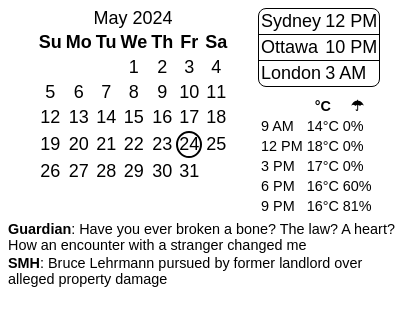 May 2024
Su Mo Tu We Th Fr Sa
1 2 3 4
5 6 7 8 9 10 11
12 13 14 15 16 17 18
19 20 21 22 23 24 25
26 27 28 29 30 31
Sydney 12 PM
Ottawa 10 PM
London 3 AM
°C ☂
9 AM 14°C 0%
12 PM 18°C 0%
3 PM 17°C 0%
6 PM 16°C 60%
9 PM 16°C 81%
Guardian: Have you ever broken a bone? The law? A heart?
How an encounter with a stranger changed me
SMH: Bruce Lehrmann pursued by former landlord over
alleged property damage